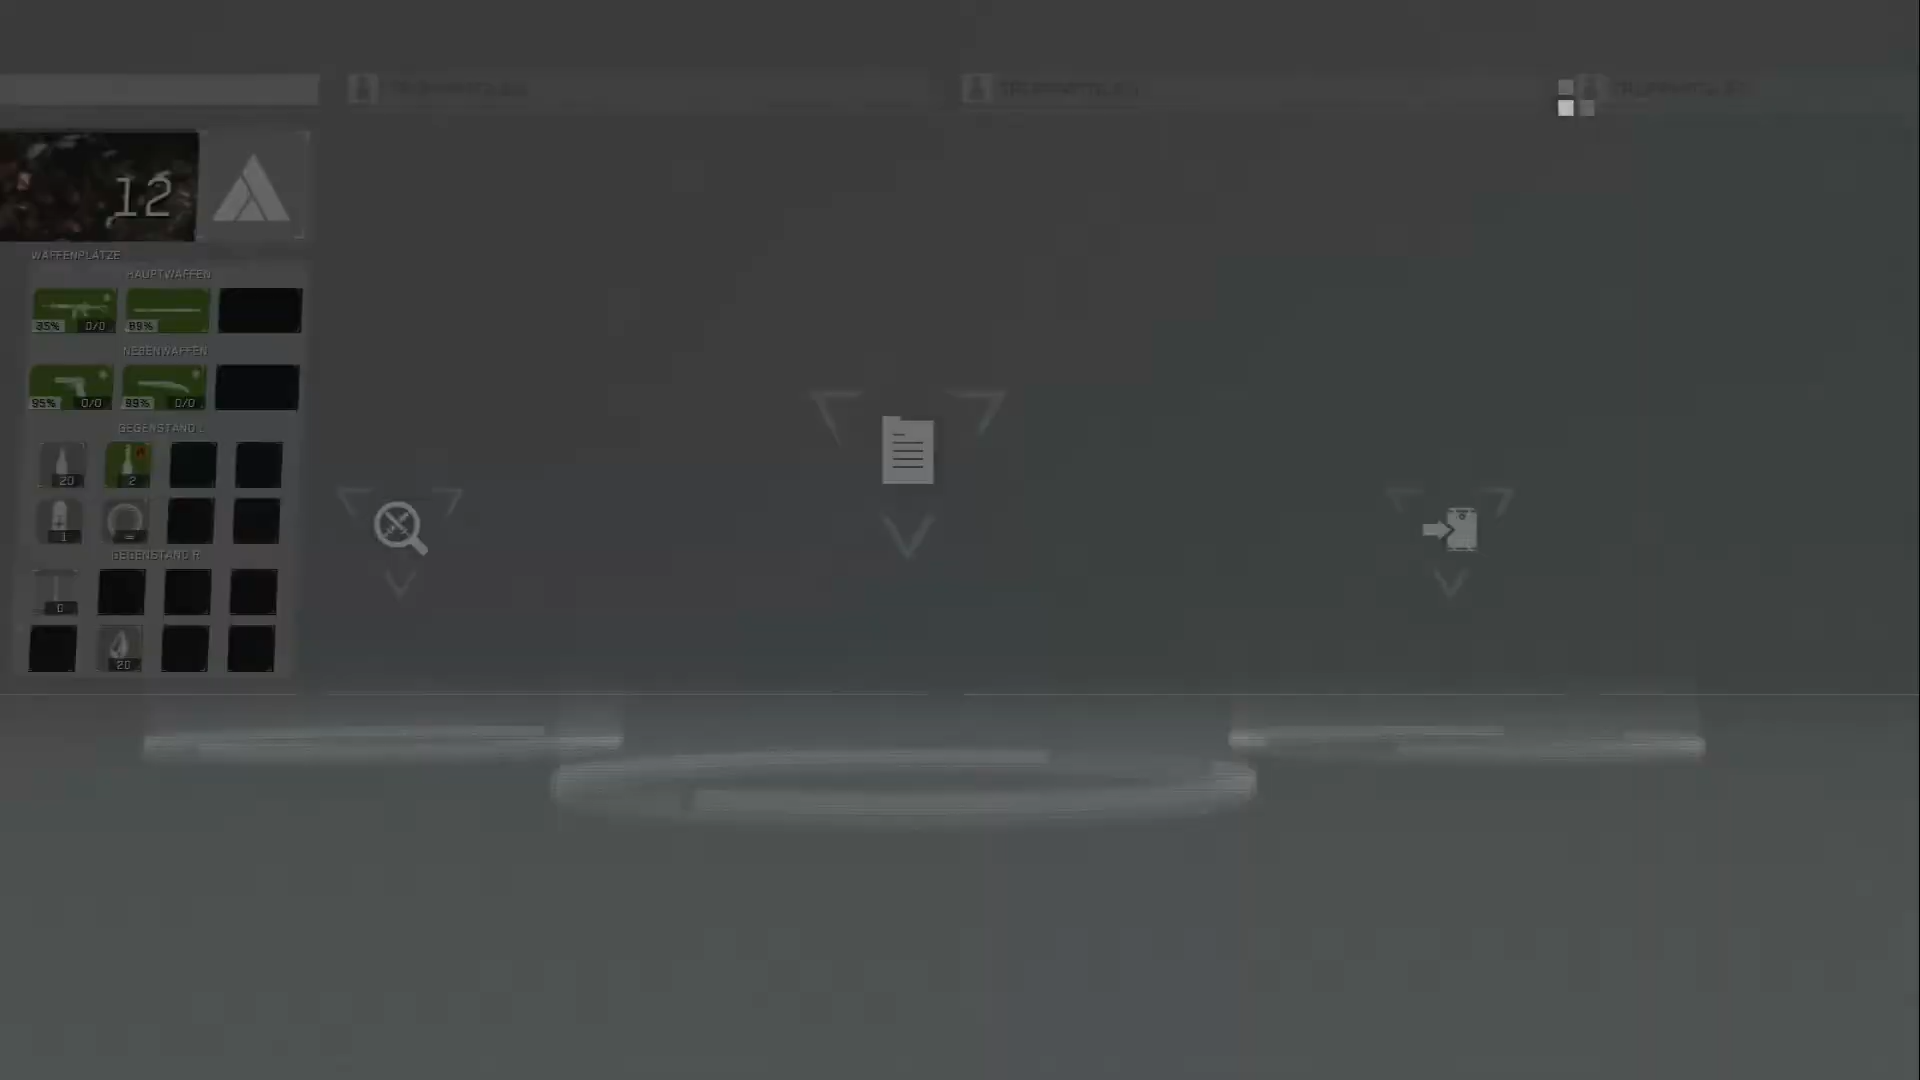 12
WAFFENPLÄTZE
HAUPTWAFFEN
95% 0/0 89%
NEBENWAFFEN
95% 0/0 99% 0/0
GEGENSTAND L
20 2
1
GEGENSTAND R
0
20